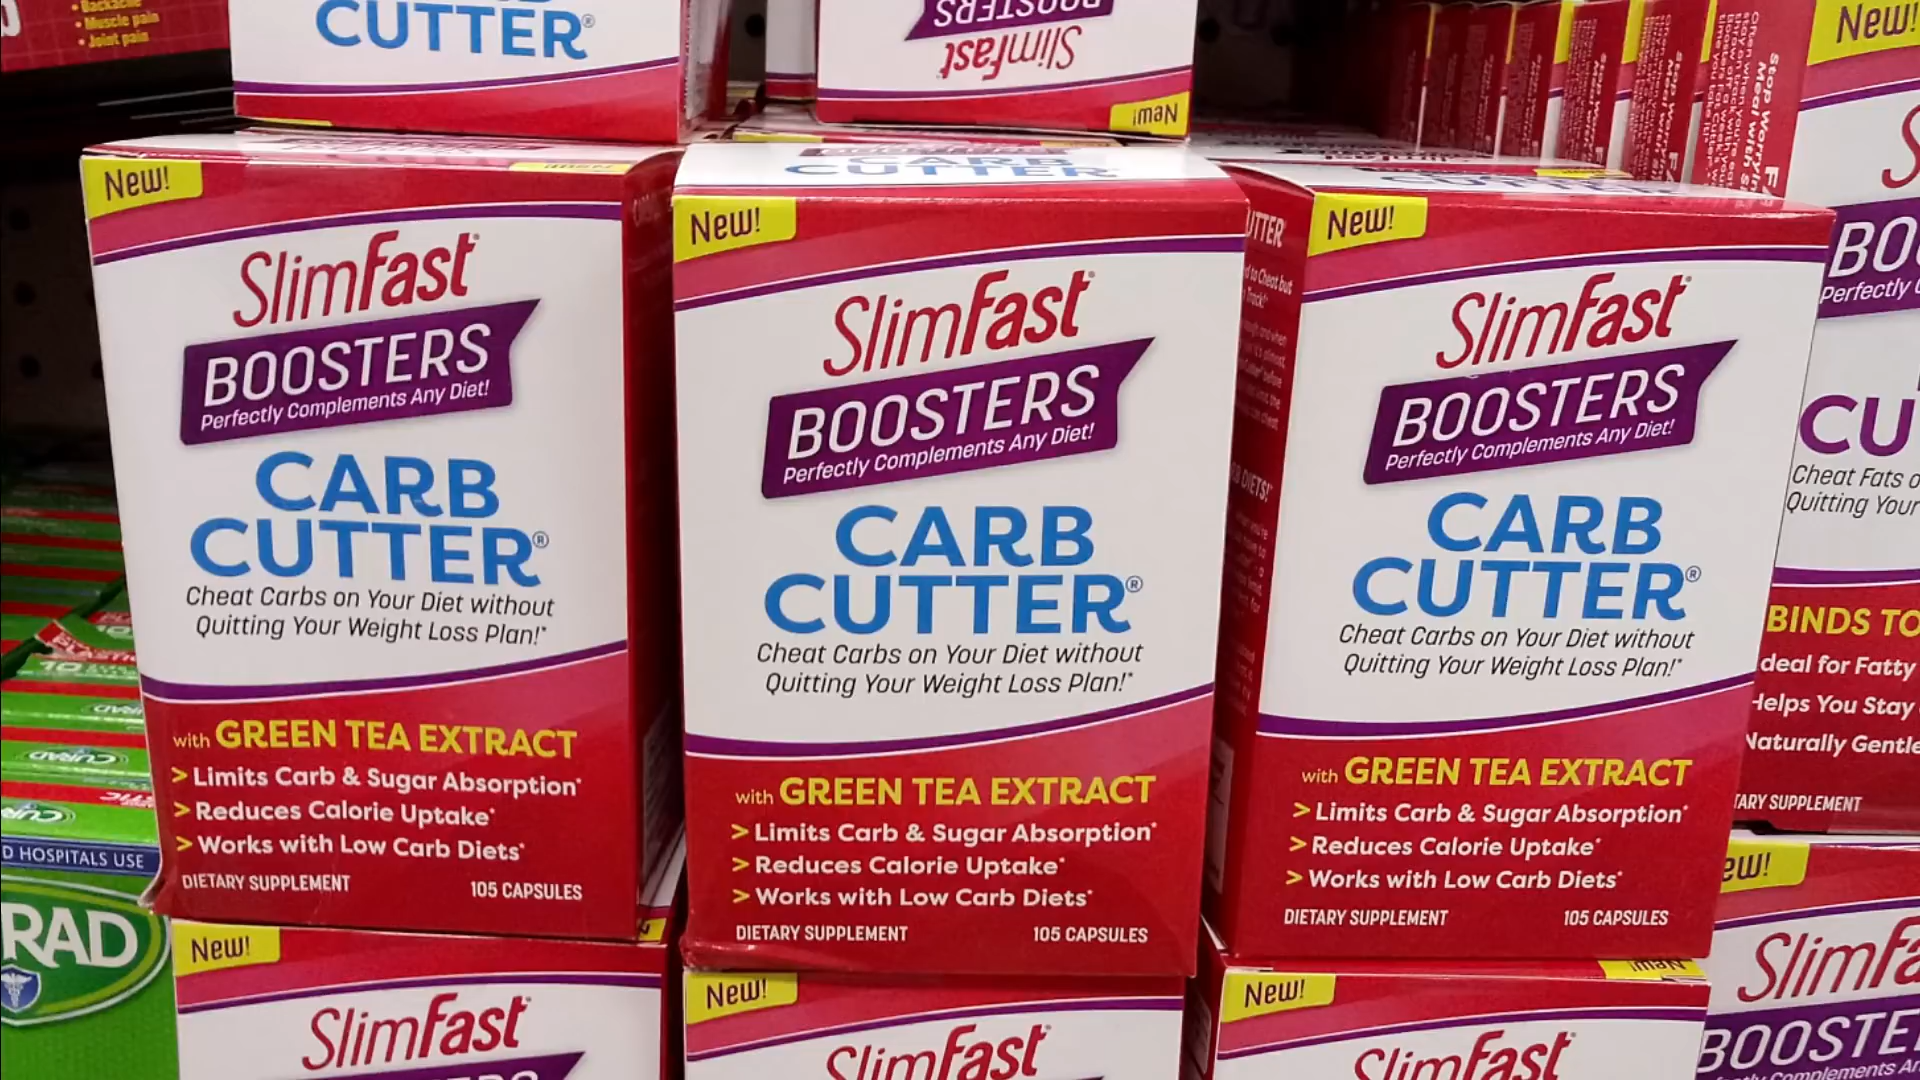 • Backache
• Muscle pain
• Joint pain
CUTTER®
BOOSTERS
SlimFast
New!
New!
New!
SlimFast®
BOOSTERS
Perfectly Complements Any Diet!
CARB
CUTTER®
Cheat Carbs on Your Diet without
Quitting Your Weight Loss Plan!*
with GREEN TEA EXTRACT
> Limits Carb & Sugar Absorption*
> Reduces Calorie Uptake*
> Works with Low Carb Diets*
DIETARY SUPPLEMENT 105 CAPSULES
CARB
CUTTER
New!
SlimFast®
BOOSTERS
Perfectly Complements Any Diet!
CARB
CUTTER®
Cheat Carbs on Your Diet without
Quitting Your Weight Loss Plan!*
with GREEN TEA EXTRACT
> Limits Carb & Sugar Absorption*
> Reduces Calorie Uptake*
> Works with Low Carb Diets*
DIETARY SUPPLEMENT 105 CAPSULES
New!
SlimFast®
BOOSTERS
Perfectly Complements Any Diet!
CARB
CUTTER®
Cheat Carbs on Your Diet without
Quitting Your Weight Loss Plan!*
with GREEN TEA EXTRACT
> Limits Carb & Sugar Absorption*
> Reduces Calorie Uptake*
> Works with Low Carb Diets*
DIETARY SUPPLEMENT 105 CAPSULES
BO
Perfectly
CU
Cheat Fats
Quitting Your
BINDS TO
deal for Fatty
Helps You Stay
Naturally Gentle
TARY SUPPLEMENT
CURAD
D HOSPITALS USE
RAD
New!
SlimFast
New!
SlimFast
New!
SlimFast
ew!
SlimFa
BOOSTE
Complements